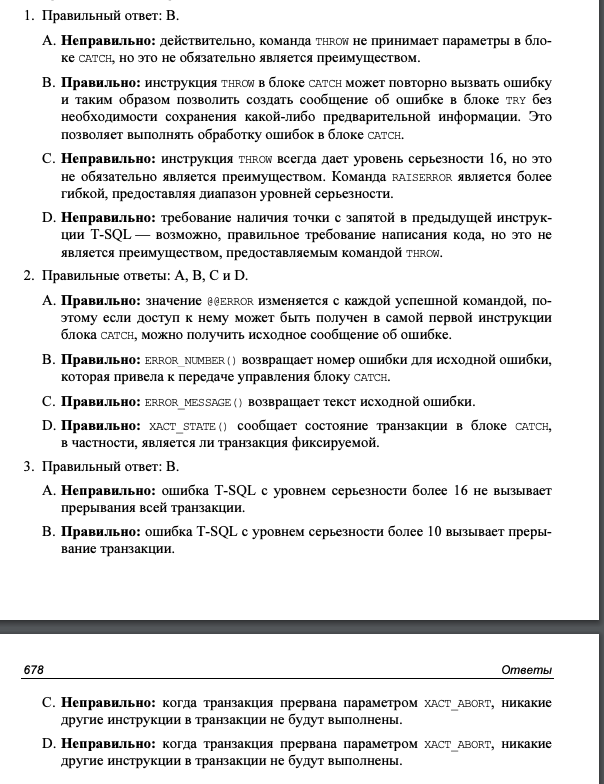 1. Правильный ответ: B.
A. Неправильно: действительно, команда THROW не принимает параметры в бло-
ке CATCH, но это не обязательно является преимуществом.
B. Правильно: инструкция THROW в блоке CATCH может повторно вызвать ошибку
и таким образом позволить создать сообщение об ошибке в блоке TRY без
необходимости сохранения какой-либо предварительной информации. Это
позволяет выполнять обработку ошибок в блоке CATCH.
C. Неправильно: инструкция THROW всегда дает уровень серьезности 16, но это
не обязательно является преимуществом. Команда RAISERROR является более
гибкой, предоставляя диапазон уровней серьезности.
D. Неправильно: требование наличия точки с запятой в предыдущей инструк-
ции T-SQL — возможно, правильное требование написания кода, но это не
является преимуществом, предоставляемым командой THROW.
2. Правильные ответы: A, B, C и D.
A. Правильно: значение @@ERROR изменяется с каждой успешной командой, по-
этому если доступ к нему может быть получен в самой первой инструкции
блока CATCH, можно получить исходное сообщение об ошибке.
B. Правильно: ERROR_NUMBER() возвращает номер ошибки для исходной ошибки,
которая привела к передаче управления блоку CATCH.
C. Правильно: ERROR_MESSAGE() возвращает текст исходной ошибки.
D. Правильно: XACT_STATE() сообщает состояние транзакции в блоке CATCH,
в частности, является ли транзакция фиксируемой.
3. Правильный ответ: B.
A. Неправильно: ошибка T-SQL с уровнем серьезности более 16 не вызывает
прерывания всей транзакции.
B. Правильно: ошибка T-SQL с уровнем серьезности более 10 вызывает преры-
вание транзакции.
678 Ответы
C. Неправильно: когда транзакция прервана параметром XACT_ABORT, никакие
другие инструкции в транзакции не будут выполнены.
D. Неправильно: когда транзакция прервана параметром XACT_ABORT, никакие
другие инструкции в транзакции не будут выполнены.